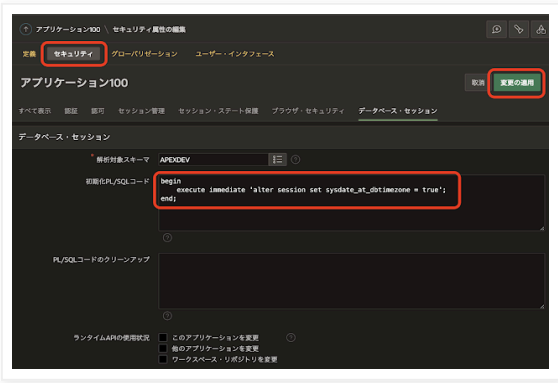 アプリケーション100 \ セキュリティ属性の編集
定義 セキュリティ グローバリゼーション ユーザー・インタフェース
アプリケーション100
取消 変更の適用
すべて表示 認証 認可 セッション管理 セッション・ステート保護 ブラウザ・セキュリティ データベース・セッション
データベース・セッション
* 解析対象スキーマ APEXDEV
初期化PL/SQLコード
begin
execute immediate 'alter session set sysdate_at_dbtimezone = true';
end;
PL/SQLコードのクリーンアップ
ランタイムAPIの使用状況
このアプリケーションを変更
他のアプリケーションを変更
ワークスペース・リポジトリを変更